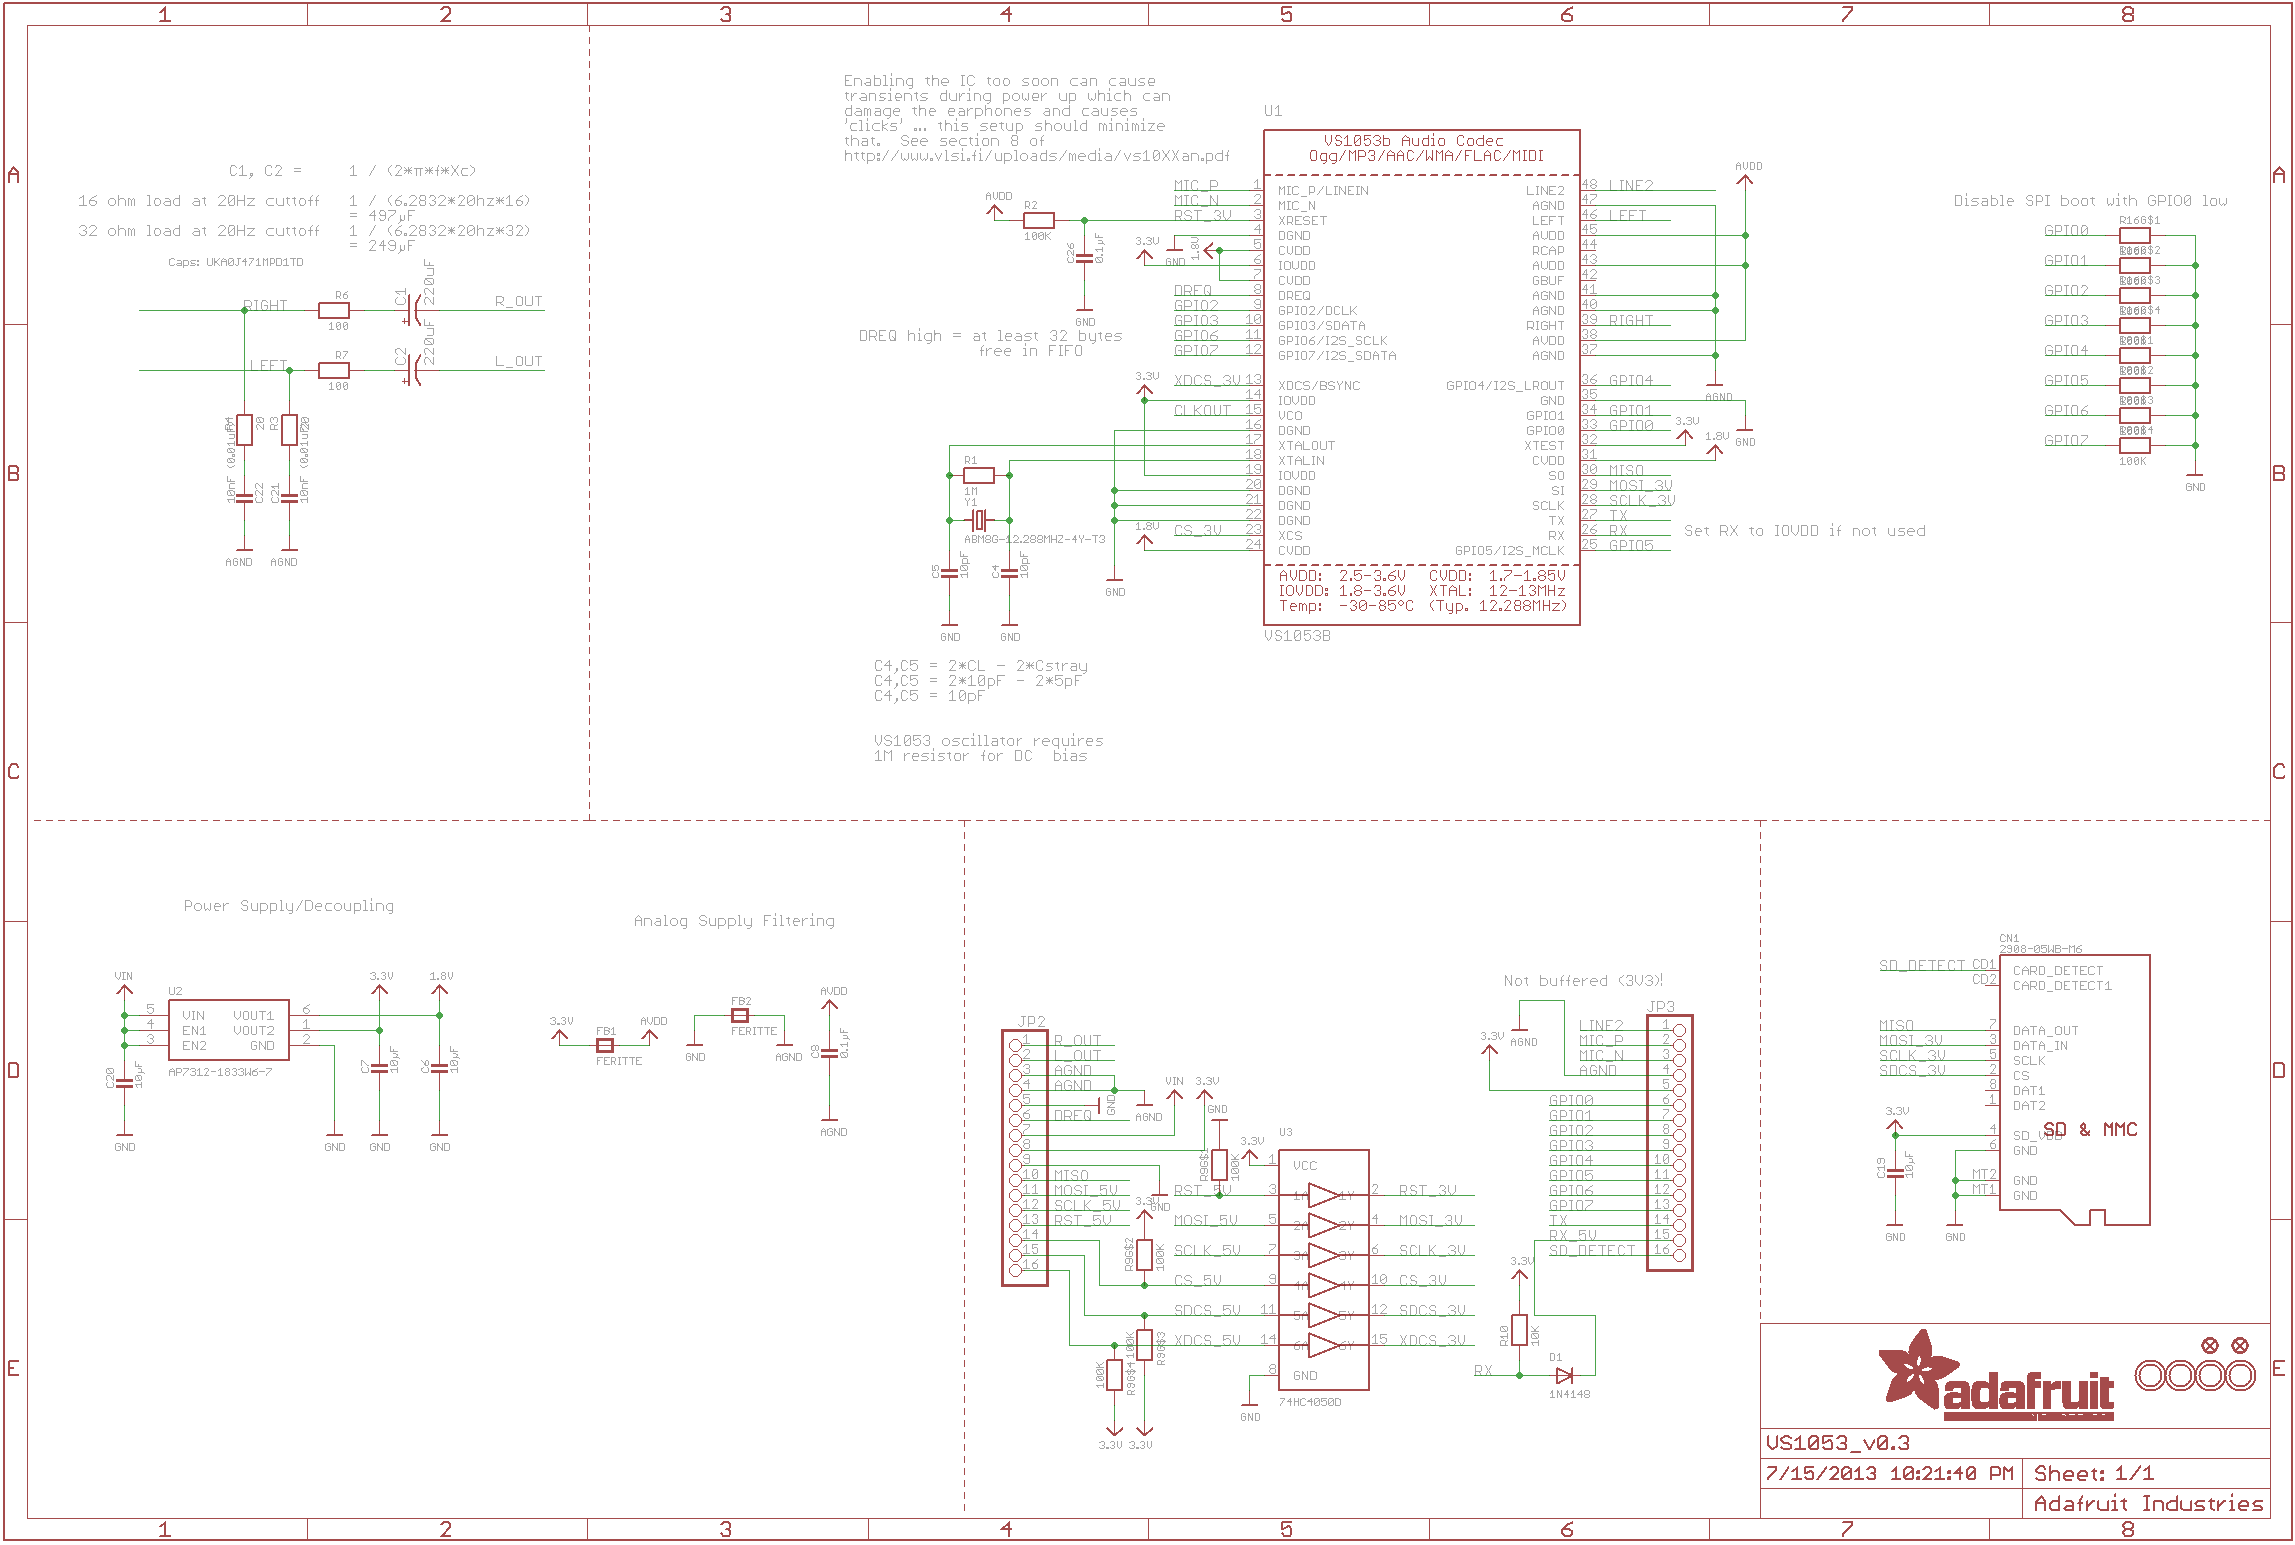 1 2 3 4 5 6 7 8
A
B
C
D
E
C1, C2 = 1 / (2*π*f*Xc)
16 ohm load at 20Hz cuttoff 1 / (6.2832*20hz*16)
= 497µF
32 ohm load at 20Hz cuttoff 1 / (6.2832*20hz*32)
= 249µF
Caps: UKA0J471MPD1TD
RIGHT R6 100 C1 220uF R_OUT
LEFT R7 100 C2 220uF L_OUT
R4 20 R3 20
10nF (0.01uF) C22 C21 10nF (0.01uF)
AGND AGND
Enabling the IC too soon can cause
transients during power up which can
damage the earphones and causes
'clicks' ... this setup should minimize
that. See section 8 of
http://www.vlsi.fi/uploads/media/vs10XXan.pdf
AVDD R2 100K C26 0.1µF GND
DREQ high = at least 32 bytes
free in FIFO
3.3V GND 1.8V
3.3V
1.8V
GND
R1
1M
Y1
ABM8G-12.288MHZ-4Y-T3
C5 10pF C4 10pF
GND GND
C4,C5 = 2*CL - 2*Cstray
C4,C5 = 2*10pF - 2*5pF
C4,C5 = 10pF
VS1053 oscillator requires
1M resistor for DC bias
U1
VS1053b Audio Codec
Ogg/MP3/AAC/WMA/FLAC/MIDI
MIC_P 1 MIC_P/LINEIN LINE2 48 LINE2
MIC_N 2 MIC_N AGND 47
RST_3V 3 XRESET LEFT 46 LEFT
4 DGND AVDD 45
5 CVDD RCAP 44
6 IOVDD AVDD 43
7 CVDD GBUF 42
DREQ 8 DREQ AGND 41
GPIO2 9 GPIO2/DCLK AGND 40
GPIO3 10 GPIO3/SDATA RIGHT 39 RIGHT
GPIO6 11 GPIO6/I2S_SCLK AVDD 38
GPIO7 12 GPIO7/I2S_SDATA AGND 37
XDCS_3V 13 XDCS/BSYNC GPIO4/I2S_LROUT 36 GPIO4
14 IOVDD GND 35
CLKOUT 15 VCO GPIO1 34 GPIO1
16 DGND GPIO0 33 GPIO0
17 XTALOUT XTEST 32
18 XTALIN CVDD 31
19 IOVDD SO 30 MISO
20 DGND SI 29 MOSI_3V
21 DGND SCLK 28 SCLK_3V
22 DGND TX 27 TX
CS_3V 23 XCS RX 26 RX
24 CVDD GPIO5/I2S_MCLK 25 GPIO5
AVDD: 2.5-3.6V CVDD: 1.7-1.85V
IOVDD: 1.8-3.6V XTAL: 12-13MHz
Temp: -30-85°C (Typ. 12.288MHz)
VS1053B
AVDD
AGND
3.3V 1.8V GND
Set RX to IOVDD if not used
Disable SPI boot with GPIO0 low
R16G$1
GPIO0
GPIO1
GPIO2
GPIO3
GPIO4
GPIO5
GPIO6
GPIO7
100K
GND
Power Supply/Decoupling
VIN 3.3V 1.8V
U2
5 VIN VOUT1 6
4 EN1 VOUT2 1
3 EN2 GND 2
AP7312-1833W6-7
C20 10µF C7 10µF C6 10µF
GND GND GND GND
Analog Supply Filtering
3.3V FB1 AVDD
FERITTE
FB2
GND FERITTE AGND
AVDD
C8 0.1µF
AGND
JP2
1 R_OUT
2 L_OUT
3 AGND
4 AGND
5 GND
6 DREQ
7
8
9
10 MISO
11 MOSI_5V
12 SCLK_5V
13 RST_5V
14
15
16
AGND VIN 3.3V GND
GND
R9G$1 100K
3.3V
R9G$2 100K
100K R9G$3
100K R9G$4
3.3V 3.3V
U3
3.3V 1 VCC
RST_5V 3 1A 1Y 2 RST_3V
MOSI_5V 5 2A 2Y 4 MOSI_3V
SCLK_5V 7 3A 3Y 6 SCLK_3V
CS_5V 9 4A 4Y 10 CS_3V
SDCS_5V 11 5A 5Y 12 SDCS_3V
XDCS_5V 14 6A 6Y 15 XDCS_3V
8 GND
GND 74HC4050D
Not buffered (3V3)!
JP3
AGND
3.3V
LINE2 1
MIC_P 2
MIC_N 3
AGND 4
5
GPIO0 6
GPIO1 7
GPIO2 8
GPIO3 9
GPIO4 10
GPIO5 11
GPIO6 12
GPIO7 13
TX 14
RX_5V 15
SD_DETECT 16
3.3V
R10 10K
RX D1
1N4148
CN1
2908-05WB-M6
SD_DETECT CD1 CARD_DETECT
CD2 CARD_DETECT1
MISO 7 DATA_OUT
MOSI_3V 3 DATA_IN
SCLK_3V 5 SCLK
SDCS_3V 2 CS
8 DAT1
1 DAT2
3.3V 4 SD_VDD
SD & MMC
6 GND
MT2 GND
MT1 GND
C19 10µF
GND GND
adafruit
VS1053_v0.3
7/15/2013 10:21:40 PM Sheet: 1/1
Adafruit Industries
A
B
C
D
E
1 2 3 4 5 6 7 8